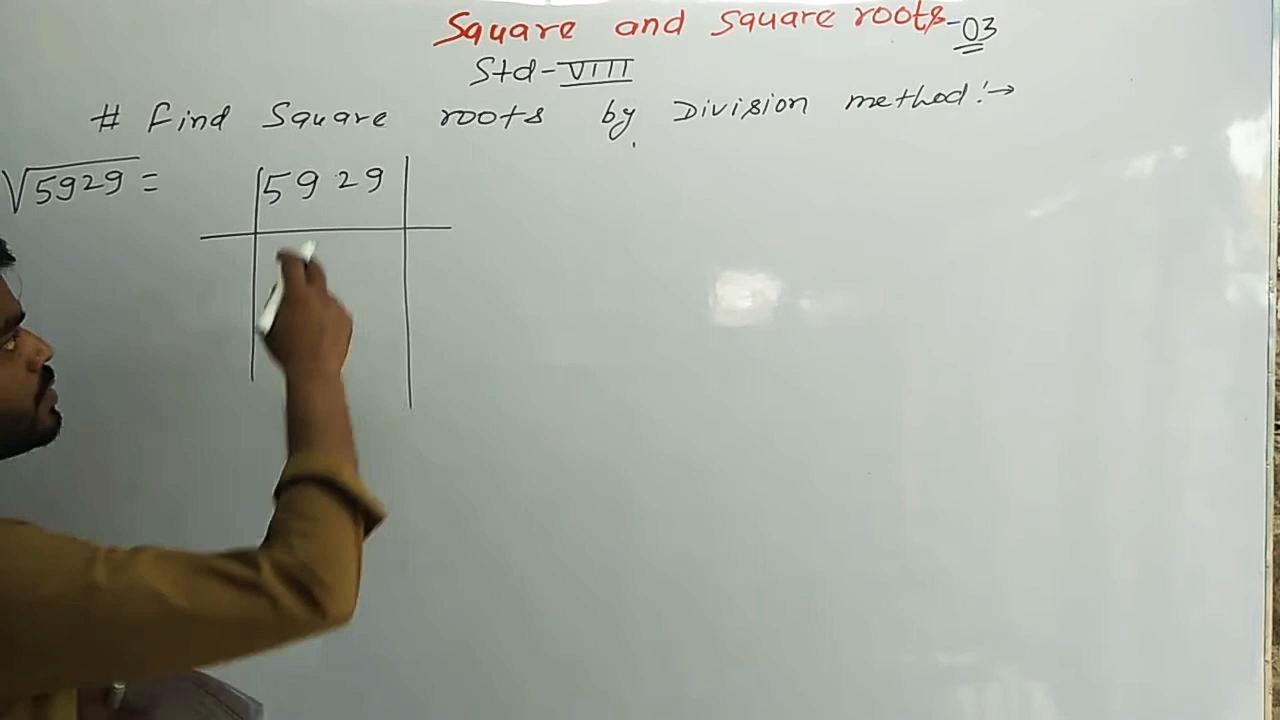 Square and square roots-03
Std-VIII
# Find Square roots by Division method:→
√5929 =
5929